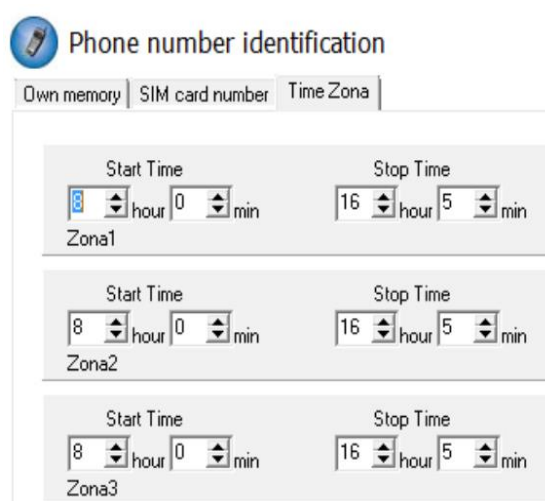 Phone number identification
Own memory SIM card number Time Zona
Start Time Stop Time
8 hour 0 min 16 hour 5 min
Zona1
Start Time Stop Time
8 hour 0 min 16 hour 5 min
Zona2
Start Time Stop Time
8 hour 0 min 16 hour 5 min
Zona3